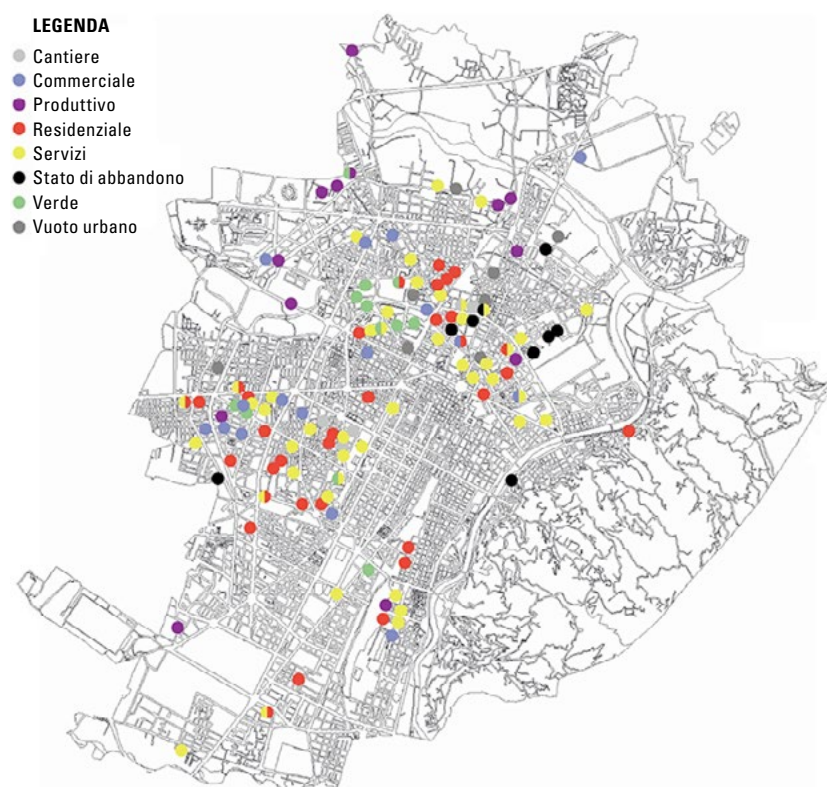 LEGENDA
Cantiere
Commerciale
Produttivo
Residenziale
Servizi
Stato di abbandono
Verde
Vuoto urbano